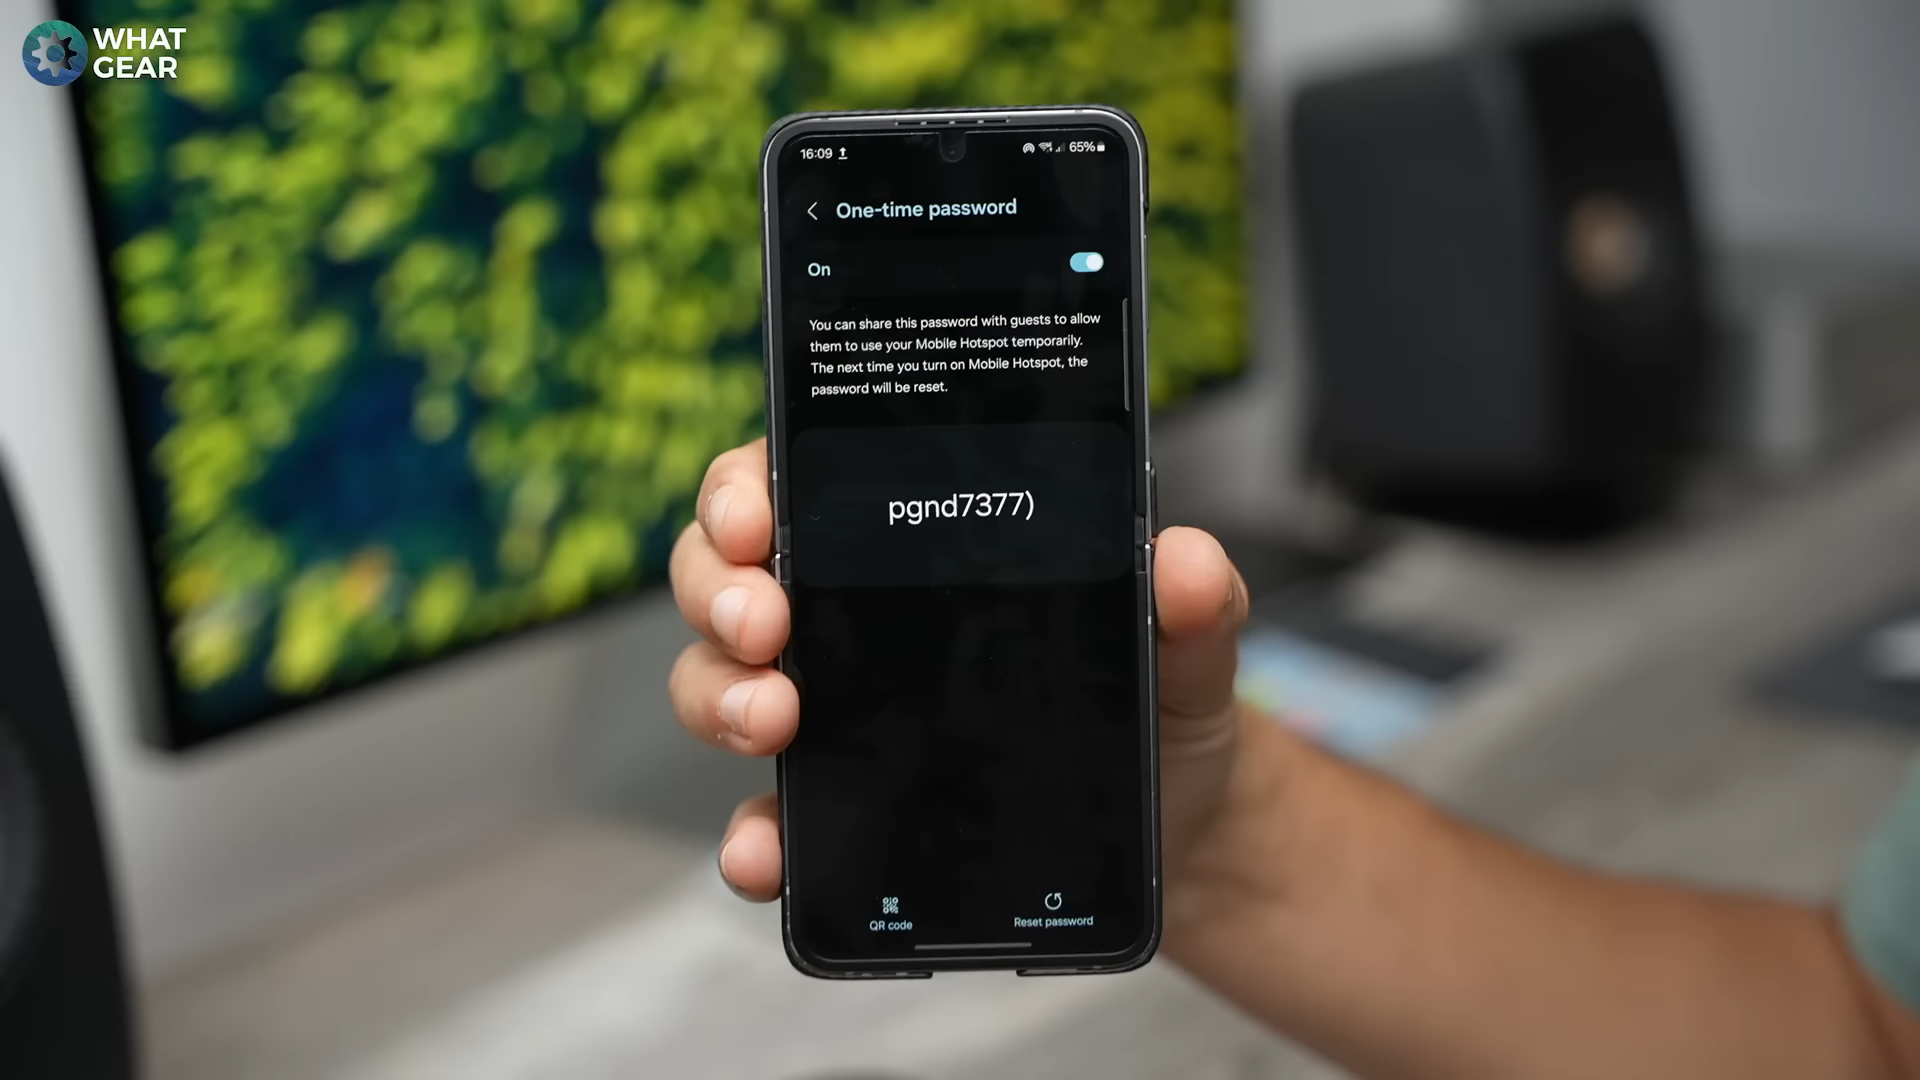 WHAT
GEAR
16:09
65%
One-time password
On
You can share this password with guests to allow
them to use your Mobile Hotspot temporarily.
The next time you turn on Mobile Hotspot, the
password will be reset.
pgnd7377)
QR code
Reset password